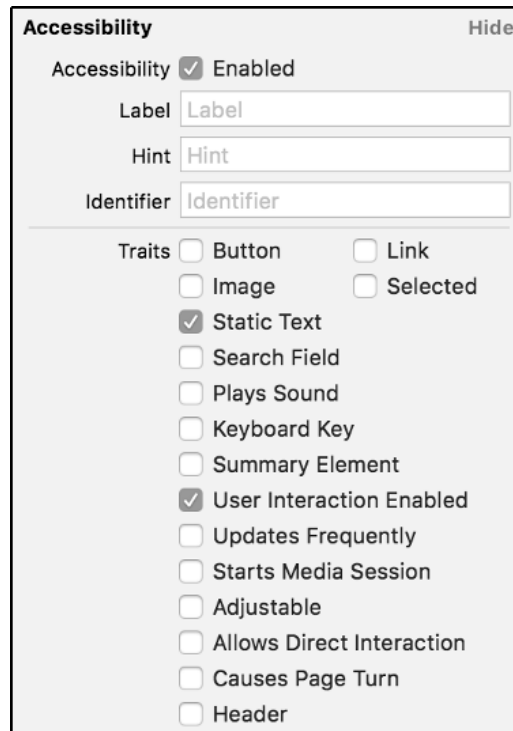 Accessibility Hide
Accessibility Enabled
Label Label
Hint Hint
Identifier Identifier
Traits Button Link
Image Selected
Static Text
Search Field
Plays Sound
Keyboard Key
Summary Element
User Interaction Enabled
Updates Frequently
Starts Media Session
Adjustable
Allows Direct Interaction
Causes Page Turn
Header